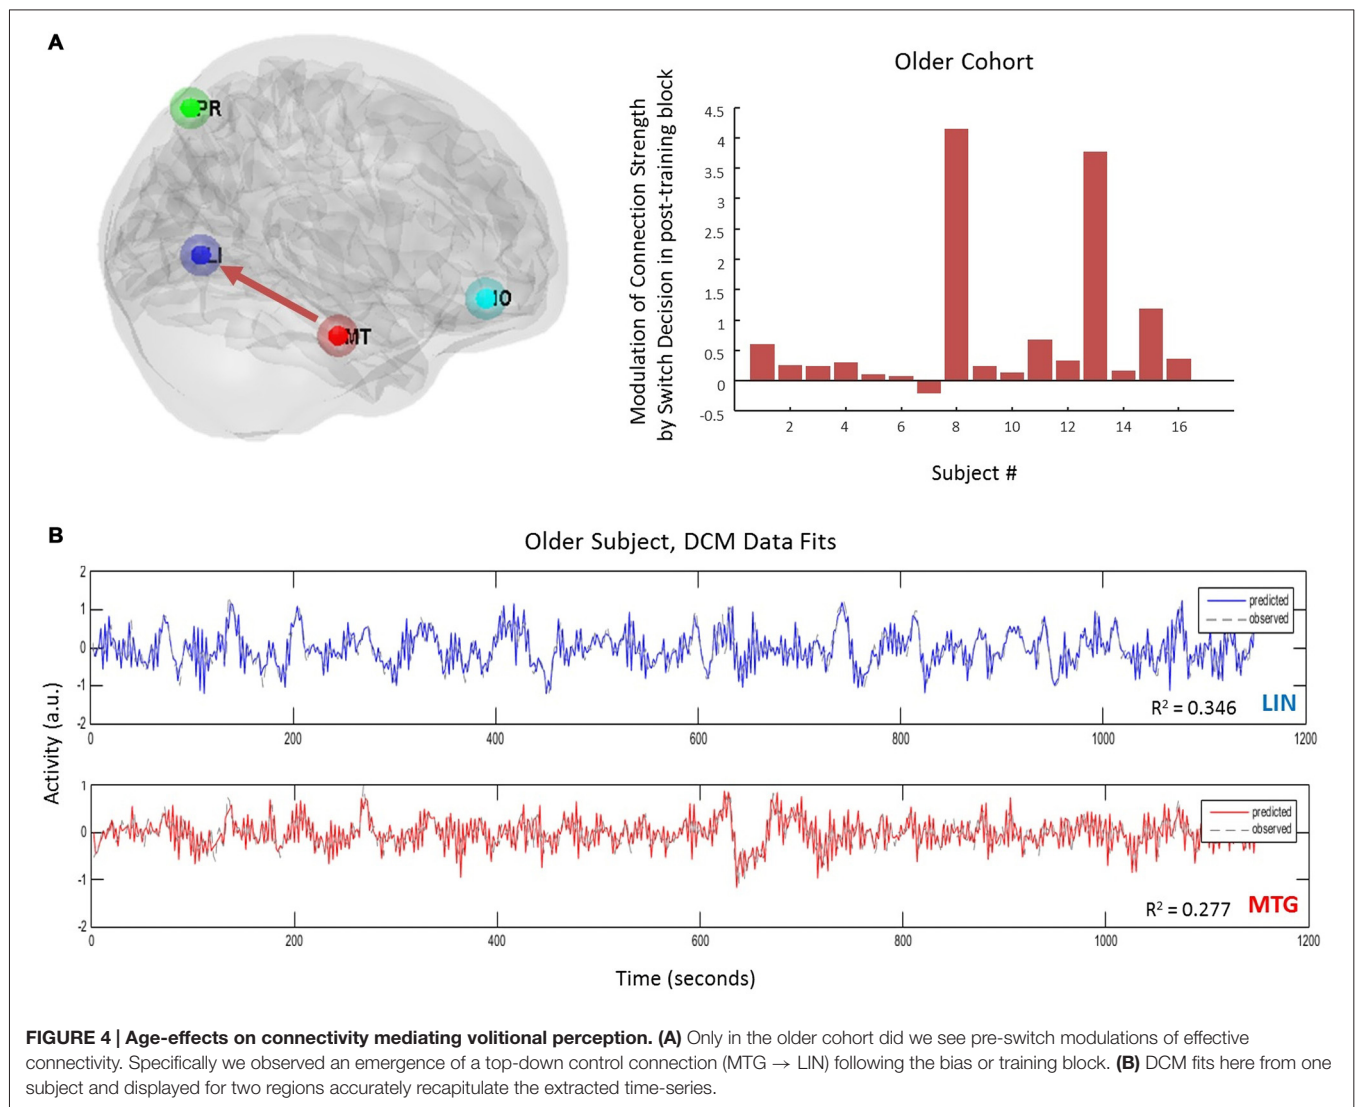 A
PR
LI
MT
IO
Older Cohort
Modulation of Connection Strength
by Switch Decision in post-training block
4.5
4
3.5
3
2.5
2
1.5
1
0.5
0
-0.5
2 4 6 8 10 12 14 16
Subject #
B
Older Subject, DCM Data Fits
Activity (a.u.)
2
1
0
-1
-2
predicted
observed
R² = 0.346 LIN
0 200 400 600 800 1000 1200
1
0
-1
-2
predicted
observed
R² = 0.277 MTG
0 200 400 600 800 1000 1200
Time (seconds)
FIGURE 4 | Age-effects on connectivity mediating volitional perception. (A) Only in the older cohort did we see pre-switch modulations of effective
connectivity. Specifically we observed an emergence of a top-down control connection (MTG → LIN) following the bias or training block. (B) DCM fits here from one
subject and displayed for two regions accurately recapitulate the extracted time-series.